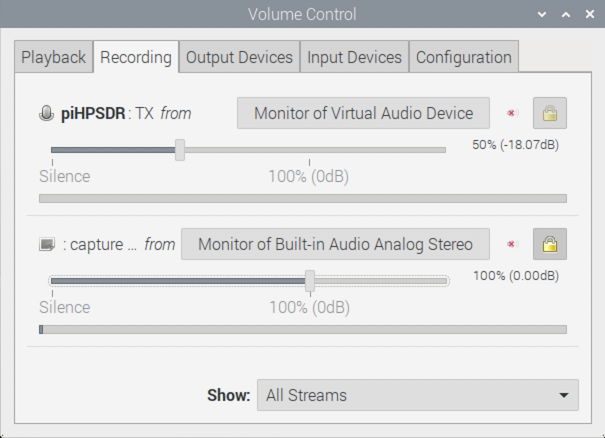 Volume Control
Playback Recording Output Devices Input Devices Configuration
piHPSDR : TX from Monitor of Virtual Audio Device
50% (-18.07dB)
Silence 100% (0dB)
: capture ... from Monitor of Built-in Audio Analog Stereo
100% (0.00dB)
Silence 100% (0dB)
Show: All Streams